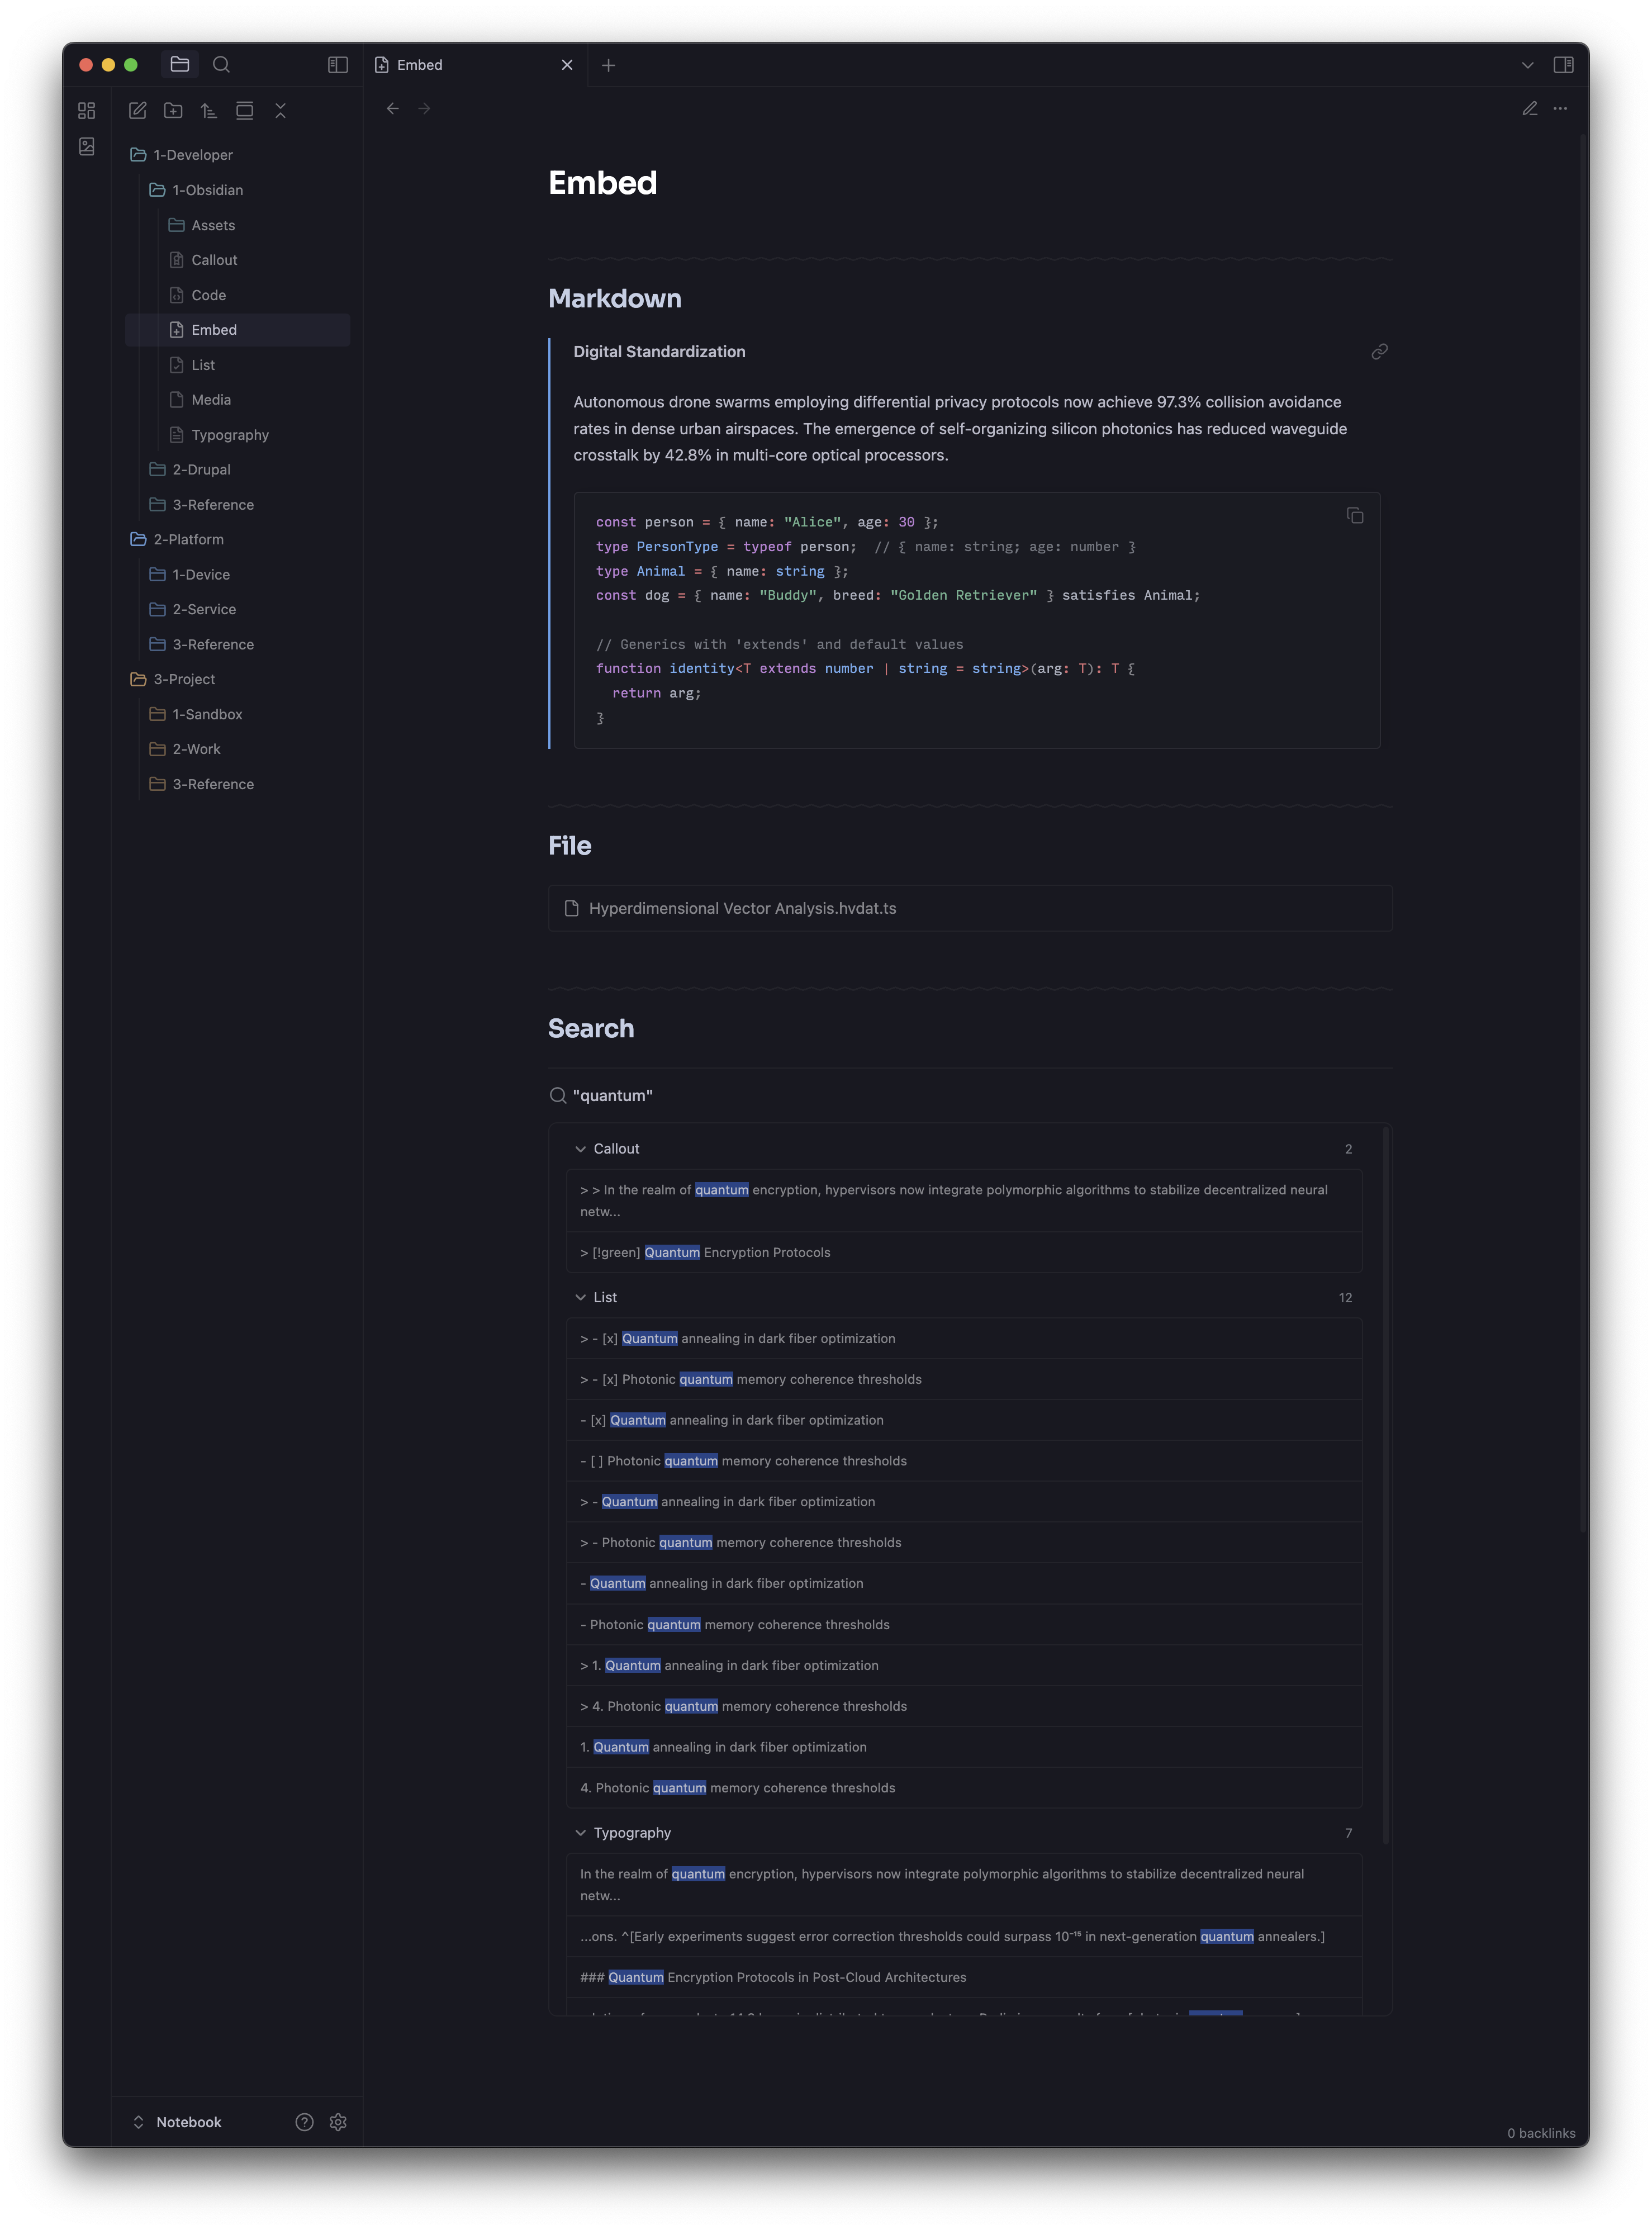 Embed
1-Developer
1-Obsidian
Assets
Callout
Code
Embed
List
Media
Typography
2-Drupal
3-Reference
2-Platform
1-Device
2-Service
3-Reference
3-Project
1-Sandbox
2-Work
3-Reference
Notebook
Embed
Markdown
Digital Standardization
Autonomous drone swarms employing differential privacy protocols now achieve 97.3% collision avoidance
rates in dense urban airspaces. The emergence of self-organizing silicon photonics has reduced waveguide
crosstalk by 42.8% in multi-core optical processors.
const person = { name: "Alice", age: 30 };
type PersonType = typeof person;  // { name: string; age: number }
type Animal = { name: string };
const dog = { name: "Buddy", breed: "Golden Retriever" } satisfies Animal;
// Generics with 'extends' and default values
function identity<T extends number | string = string>(arg: T): T {
  return arg;
}
File
Hyperdimensional Vector Analysis.hvdat.ts
Search
"quantum"
Callout 2
> > In the realm of quantum encryption, hypervisors now integrate polymorphic algorithms to stabilize decentralized neural
netw...
> [!green] Quantum Encryption Protocols
List 12
> - [x] Quantum annealing in dark fiber optimization
> - [x] Photonic quantum memory coherence thresholds
- [x] Quantum annealing in dark fiber optimization
- [ ] Photonic quantum memory coherence thresholds
> - Quantum annealing in dark fiber optimization
> - Photonic quantum memory coherence thresholds
- Quantum annealing in dark fiber optimization
- Photonic quantum memory coherence thresholds
> 1. Quantum annealing in dark fiber optimization
> 4. Photonic quantum memory coherence thresholds
1. Quantum annealing in dark fiber optimization
4. Photonic quantum memory coherence thresholds
Typography 7
In the realm of quantum encryption, hypervisors now integrate polymorphic algorithms to stabilize decentralized neural
netw...
...ons. ^[Early experiments suggest error correction thresholds could surpass 10⁻¹⁶ in next-generation quantum annealers.]
### Quantum Encryption Protocols in Post-Cloud Architectures
0 backlinks